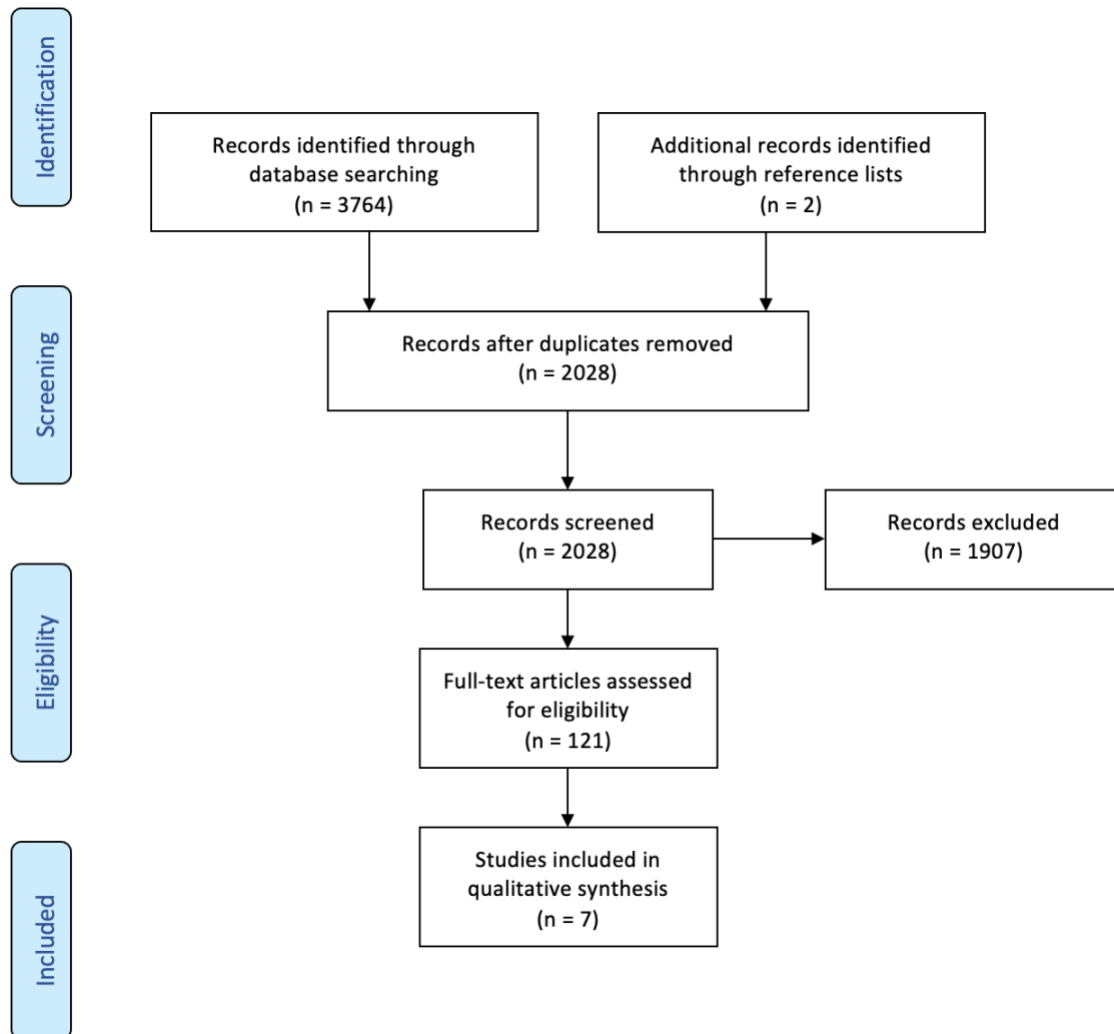 Identification
Records identified through
database searching
(n = 3764)
Additional records identified
through reference lists
(n = 2)
Screening
Records after duplicates removed
(n = 2028)
Records screened
(n = 2028)
Records excluded
(n = 1907)
Eligibility
Full-text articles assessed
for eligibility
(n = 121)
Included
Studies included in
qualitative synthesis
(n = 7)